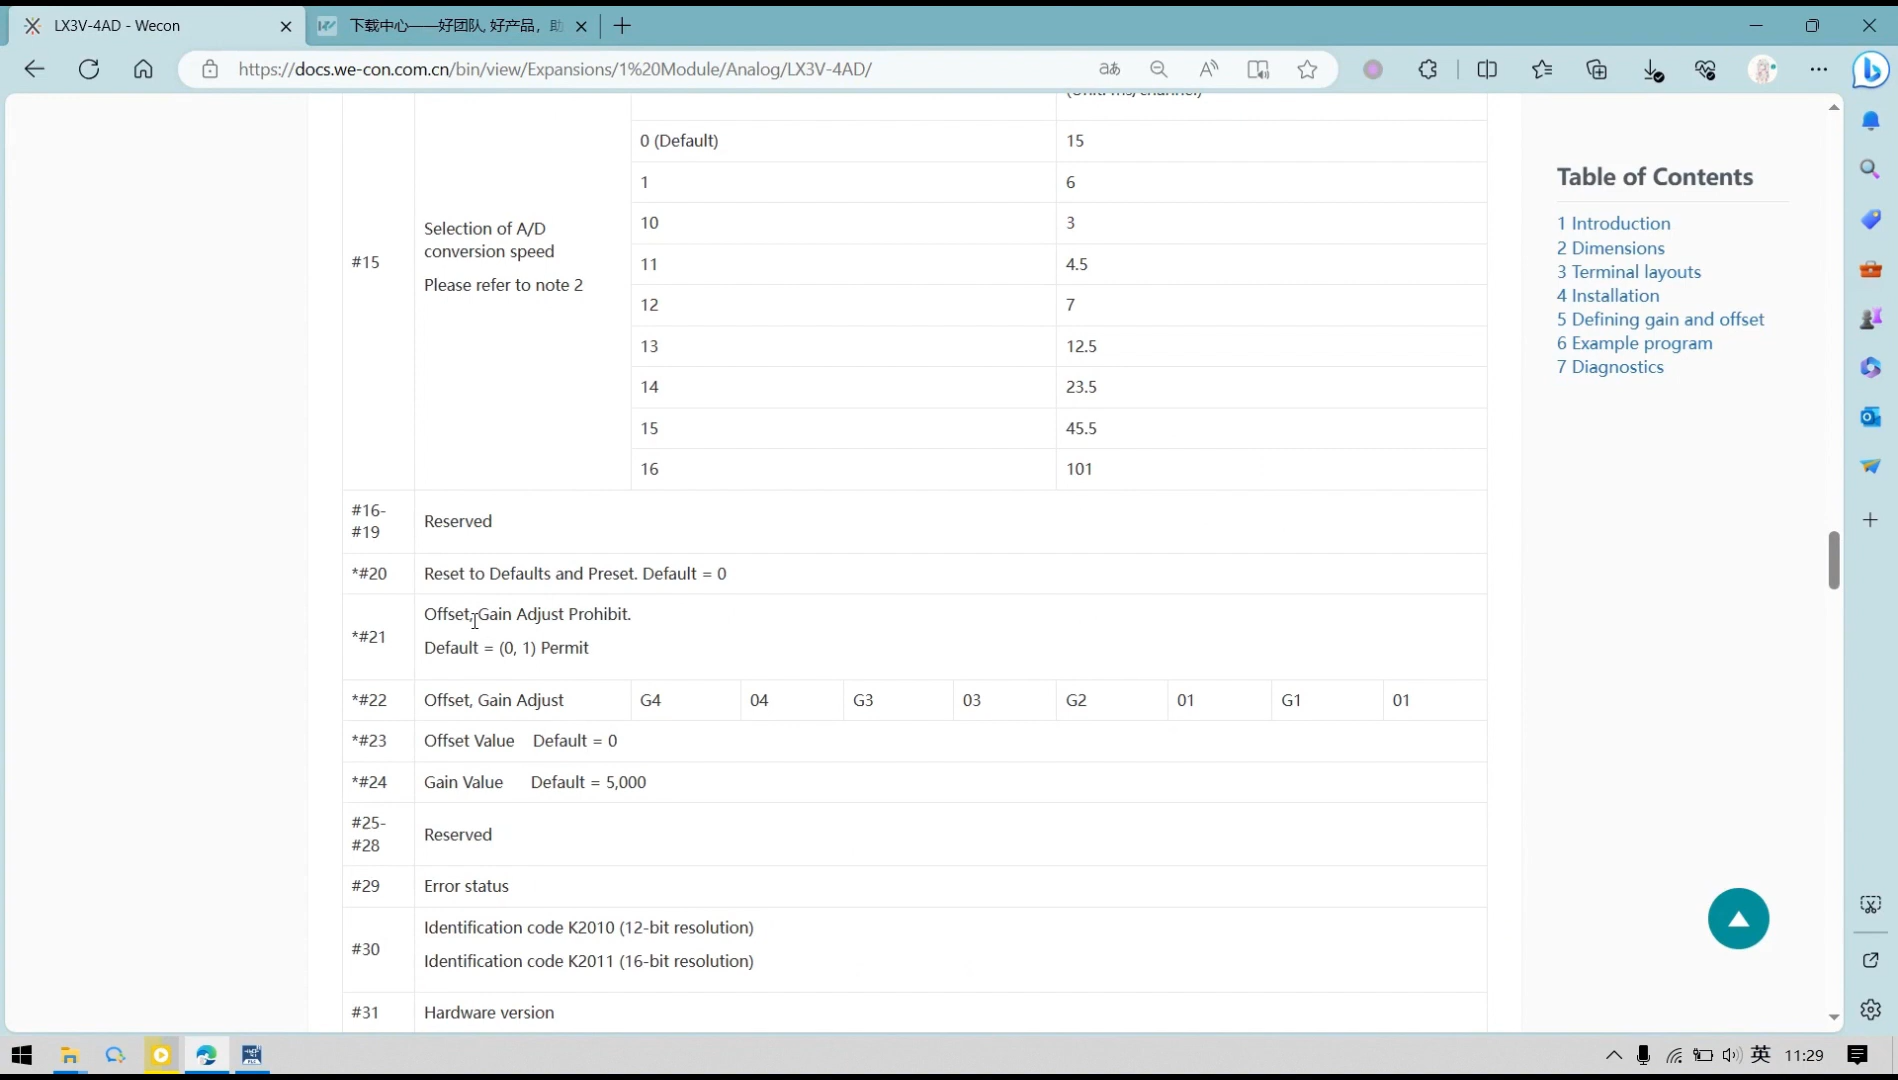 LX3V-4AD - Wecon
下载中心——好团队, 好产品，助
https://docs.we-con.com.cn/bin/view/Expansions/1%20Module/Analog/LX3V-4AD/
0 (Default) 15
1 6
10 3
11 4.5
12 7
13 12.5
14 23.5
15 45.5
16 101
#15
Selection of A/D
conversion speed
Please refer to note 2
#16-
#19
Reserved
*#20 Reset to Defaults and Preset. Default = 0
*#21
Offset, Gain Adjust Prohibit.
Default = (0, 1) Permit
*#22 Offset, Gain Adjust G4 04 G3 03 G2 01 G1 01
*#23 Offset Value Default = 0
*#24 Gain Value Default = 5,000
#25-
#28
Reserved
#29 Error status
#30
Identification code K2010 (12-bit resolution)
Identification code K2011 (16-bit resolution)
#31 Hardware version
Table of Contents
1 Introduction
2 Dimensions
3 Terminal layouts
4 Installation
5 Defining gain and offset
6 Example program
7 Diagnostics
英 11:29